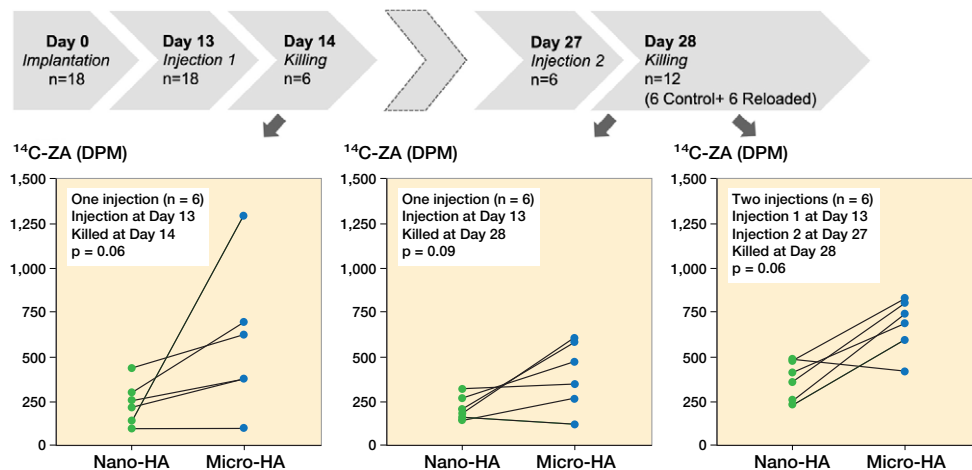 Day 0
Implantation
n=18
Day 13
Injection 1
n=18
Day 14
Killing
n=6
Day 27
Injection 2
n=6
Day 28
Killing
n=12
(6 Control+ 6 Reloaded)
¹⁴C-ZA (DPM)
1,500
1,250
1,000
750
500
250
0
One injection (n = 6)
Injection at Day 13
Killed at Day 14
p = 0.06
Nano-HA Micro-HA
¹⁴C-ZA (DPM)
1,500
1,250
1,000
750
500
250
0
One injection (n = 6)
Injection at Day 13
Killed at Day 28
p = 0.09
Nano-HA Micro-HA
¹⁴C-ZA (DPM)
1,500
1,250
1,000
750
500
250
0
Two injections (n = 6)
Injection 1 at Day 13
Injection 2 at Day 27
Killed at Day 28
p = 0.06
Nano-HA Micro-HA